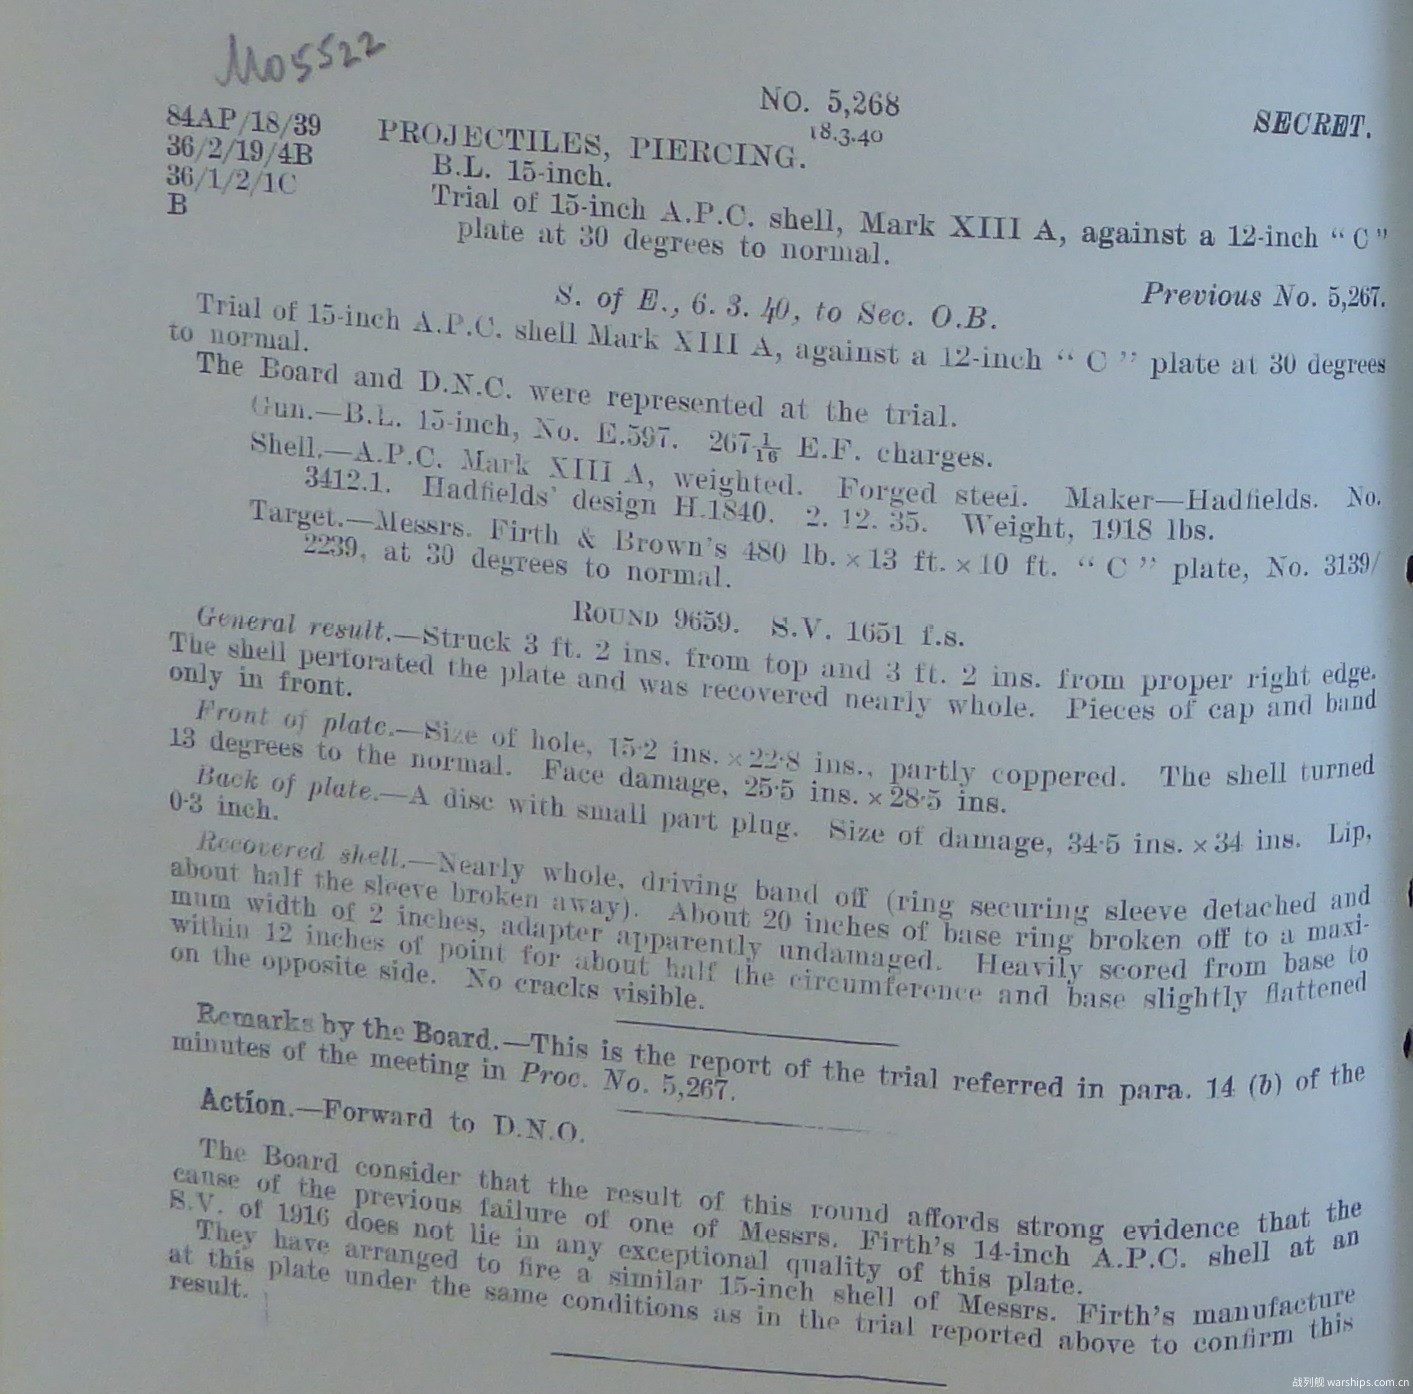 M05522
NO. 5,268
18.3.40
SECRET.
84AP/18/39
36/2/19/4B
36/1/2/1C
B
PROJECTILES, PIERCING.
B.L. 15-inch.
Trial of 15-inch A.P.C. shell, Mark XIII A, against a 12-inch “ C ”
plate at 30 degrees to normal.
Previous No. 5,267.
S. of E., 6. 3. 40, to Sec. O.B.
Trial of 15-inch A.P.C. shell Mark XIII A, against a 12-inch “ C ” plate at 30 degrees
to normal.
The Board and D.N.C. were represented at the trial.
Gun.—B.L. 15-inch, No. E.597. 267 1/16 E.F. charges.
Shell.—A.P.C. Mark XIII A, weighted. Forged steel. Maker—Hadfields. No.
3412.1. Hadfields’ design H.1840. 2. 12. 35. Weight, 1918 lbs.
Target.—Messrs. Firth & Brown’s 480 lb. × 13 ft. × 10 ft. “ C ” plate, No. 3139/
2239, at 30 degrees to normal.
ROUND 9659. S.V. 1651 f.s.
General result.—Struck 3 ft. 2 ins. from top and 3 ft. 2 ins. from proper right edge.
The shell perforated the plate and was recovered nearly whole. Pieces of cap and band
only in front.
Front of plate.—Size of hole, 15·2 ins. × 22·8 ins., partly coppered. The shell turned
13 degrees to the normal. Face damage, 25·5 ins. × 28·5 ins.
Back of plate.—A disc with small part plug. Size of damage, 34·5 ins. × 34 ins. Lip,
0·3 inch.
Recovered shell.—Nearly whole, driving band off (ring securing sleeve detached and
about half the sleeve broken away). About 20 inches of base ring broken off to a maxi-
mum width of 2 inches, adapter apparently undamaged. Heavily scored from base to
within 12 inches of point for about half the circumference and base slightly flattened
on the opposite side. No cracks visible.
Remarks by the Board.—This is the report of the trial referred in para. 14 (b) of the
minutes of the meeting in Proc. No. 5,267.
Action.—Forward to D.N.O.
The Board consider that the result of this round affords strong evidence that the
cause of the previous failure of one of Messrs. Firth’s 14-inch A.P.C. shell at an
S.V. of 1916 does not lie in any exceptional quality of this plate.
They have arranged to fire a similar 15-inch shell of Messrs. Firth’s manufacture
at this plate under the same conditions as in the trial reported above to confirm this
result.
战列舰 warships.com.cn